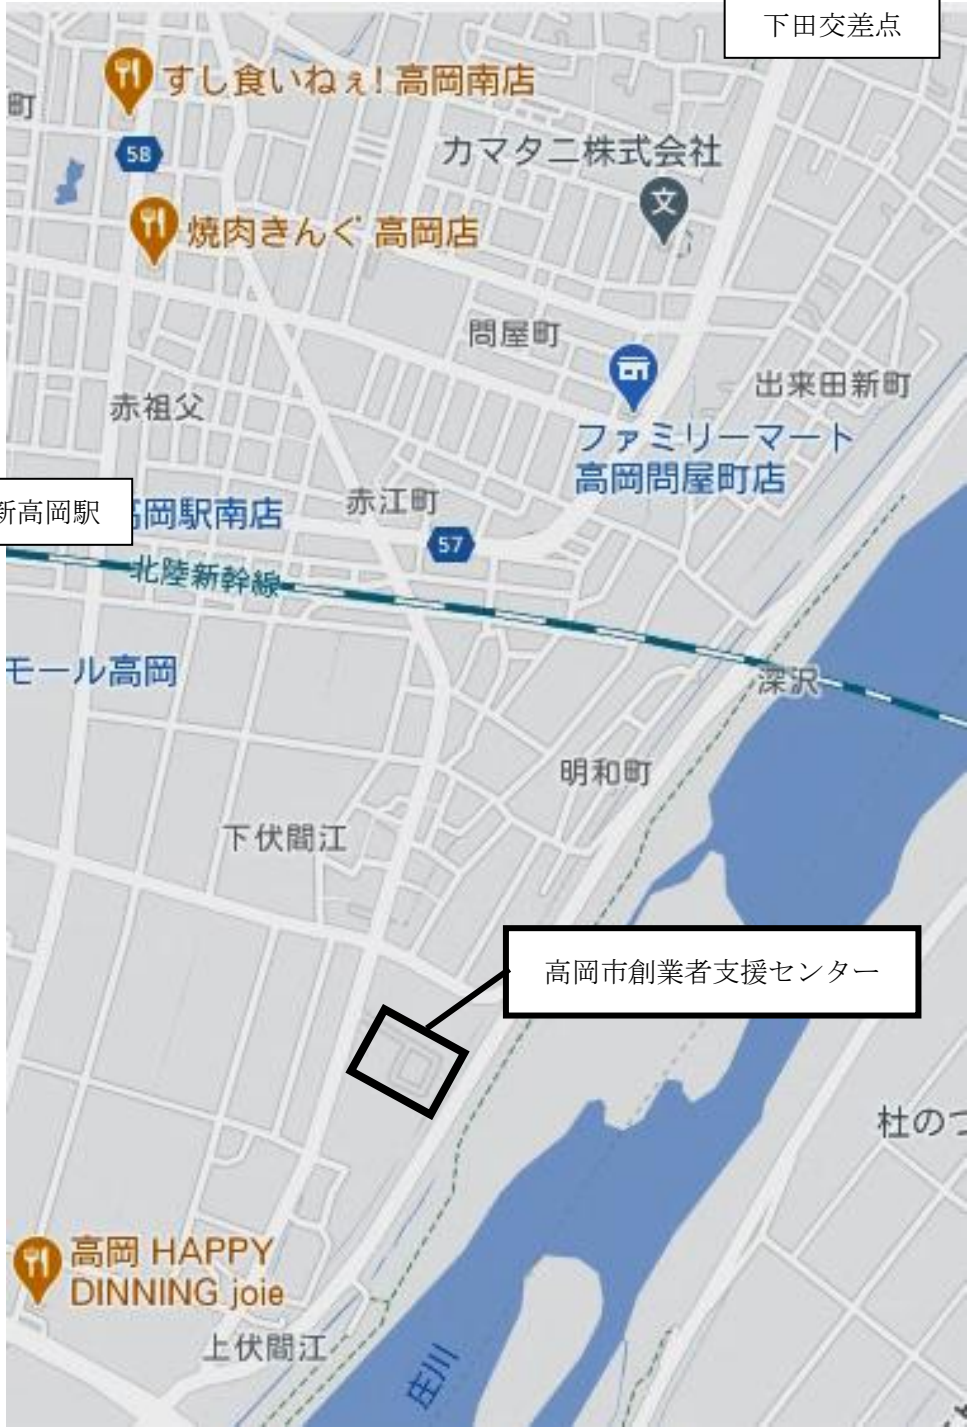 下田交差点
すし食いねぇ! 高岡南店
町
58
カマタニ株式会社
文
焼肉きんぐ 高岡店
問屋町
出来田新町
赤祖父
ファミリーマート
高岡問屋町店
新高岡駅
高岡駅南店
赤江町
57
北陸新幹線
モール高岡
深沢
明和町
下伏間江
高岡市創業者支援センター
杜のつ
高岡 HAPPY
DINNING joie
上伏間江
庄川